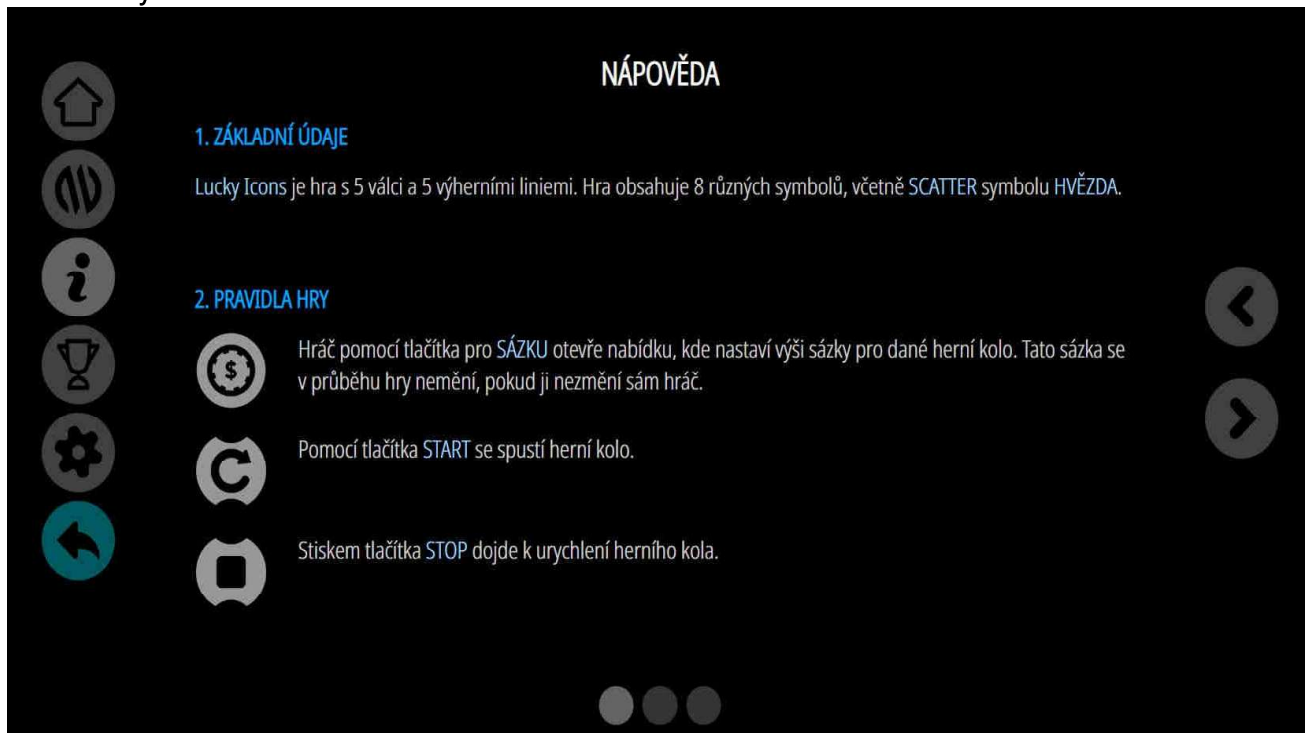 NÁPOVĚDA
1. ZÁKLADNÍ ÚDAJE
Lucky Icons je hra s 5 válci a 5 výherními liniemi. Hra obsahuje 8 různých symbolů, včetně SCATTER symbolu HVĚZDA.
2. PRAVIDLA HRY
Hráč pomocí tlačítka pro SÁZKU otevře nabídku, kde nastaví výši sázky pro dané herní kolo. Tato sázka se
v průběhu hry nemění, pokud ji nezmění sám hráč.
Pomocí tlačítka START se spustí herní kolo.
Stiskem tlačítka STOP dojde k urychlení herního kola.